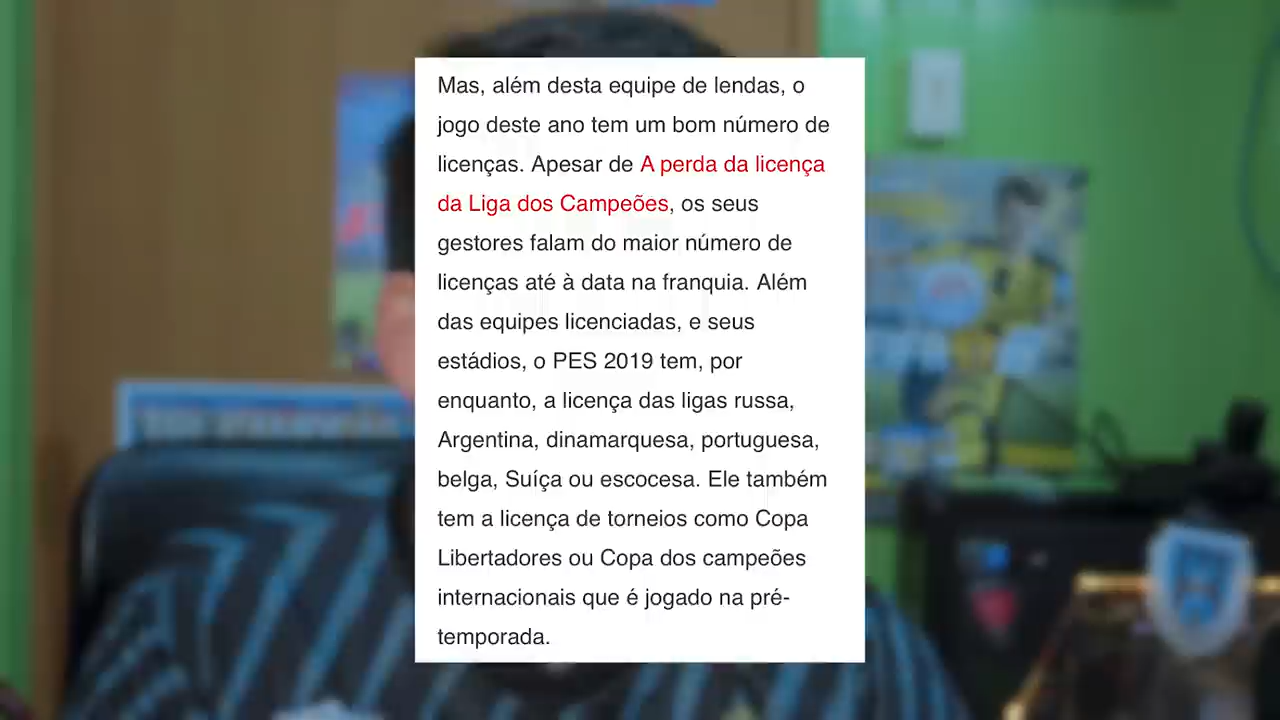 Mas, além desta equipe de lendas, o
jogo deste ano tem um bom número de
licenças. Apesar de A perda da licença
da Liga dos Campeões, os seus
gestores falam do maior número de
licenças até à data na franquia. Além
das equipes licenciadas, e seus
estádios, o PES 2019 tem, por
enquanto, a licença das ligas russa,
Argentina, dinamarquesa, portuguesa,
belga, Suíça ou escocesa. Ele também
tem a licença de torneios como Copa
Libertadores ou Copa dos campeões
internacionais que é jogado na pré-
temporada.